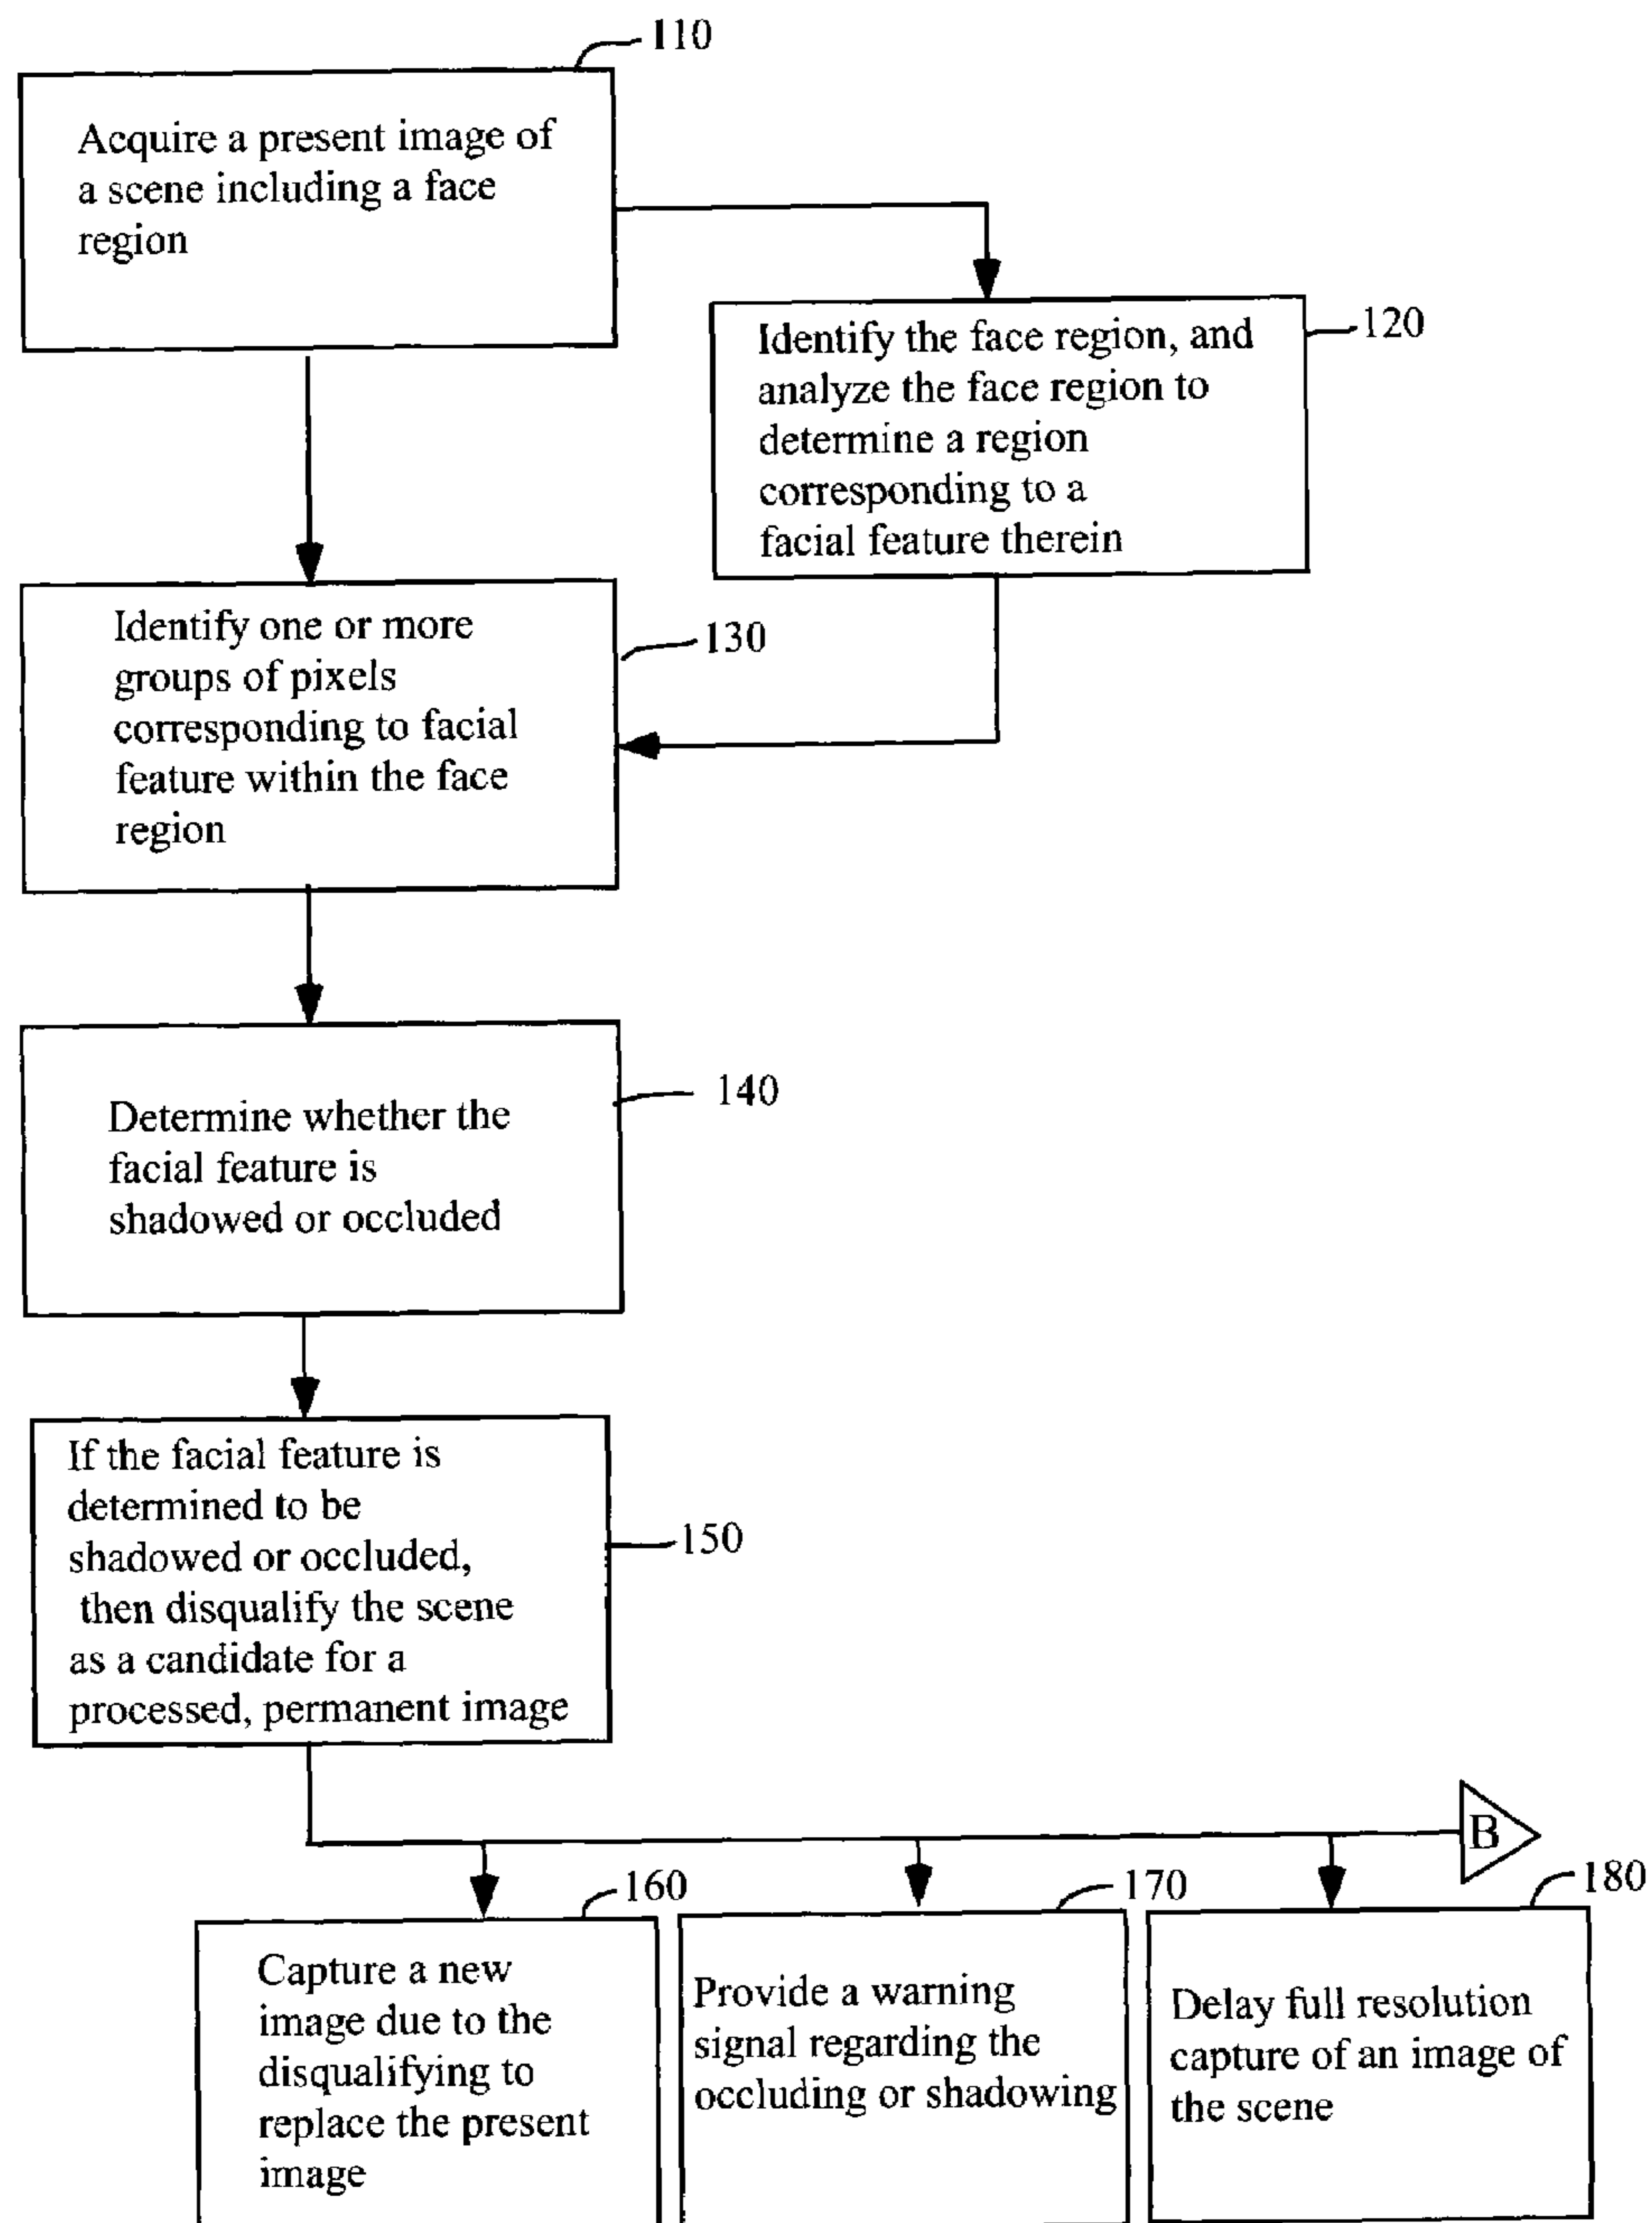 110
Acquire a present image of
a scene including a face
region
120
Identify the face region, and
analyze the face region to
determine a region
corresponding to a
facial feature therein
130
Identify one or more
groups of pixels
corresponding to facial
feature within the face
region
140
Determine whether the
facial feature is
shadowed or occluded
150
If the facial feature is
determined to be
shadowed or occluded,
then disqualify the scene
as a candidate for a
processed, permanent image
B
160
Capture a new
image due to the
disqualifying to
replace the present
image
170
Provide a warning
signal regarding the
occluding or shadowing
180
Delay full resolution
capture of an image of
the scene